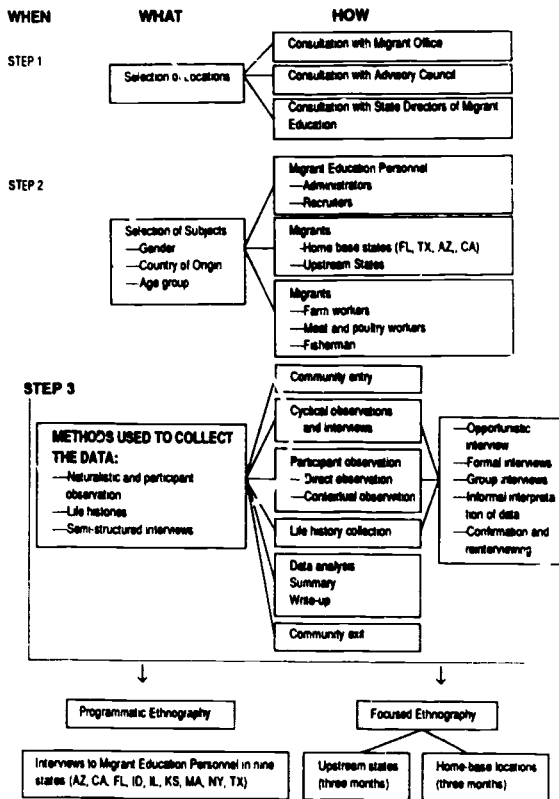 WHEN WHAT HOW
STEP 1
Selection of Locations
Consultation with Migrant Office
Consultation with Advisory Council
Consultation with State Directors of Migrant
Education
STEP 2
Selection of Subjects
—Gender
—Country of Origin
—Age group
Migrant Education Personnel
—Administrators
—Recruiters
Migrants
—Home base states (FL, TX, AZ,, CA)
—Upstream States
Migrants
—Farm workers
—Meat and poultry workers
—Fisherman
STEP 3
METHODS USED TO COLLECT
THE DATA:
—Naturalistic and participant
observation
—Life histories
—Semi-structured interviews
Community entry
Cyclical observations
and interviews
Participant observation
- Direct observation
—Contextual observation
Life history collection
Data analysis
Summary
Write-up
Community exit
—Opportunistic
interview
—Formal interviews
—Group interviews
—Informal interpreta
tion of data
—Confirmation and
reinterviewing
Programmatic Ethnography
Focused Ethnography
Interviews to Migrant Education Personnel in nine
states (AZ, CA, FL, ID, IL, KS, MA, NY, TX)
Upstream states
(three months)
Home-base locations
(three months)